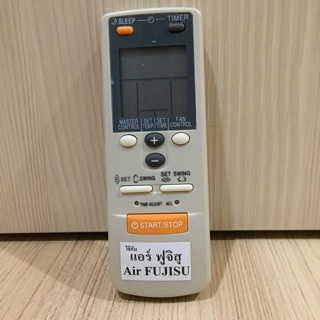 SLEEP TIMER
MASTER CONTROL SET TEMP SET TIME FAN CONTROL
+
−
SET SWING SET SWING
TIME ADJUST ACL
START/STOP
ใช้กับ
แอร์ ฟูจิสุ
Air FUJISU